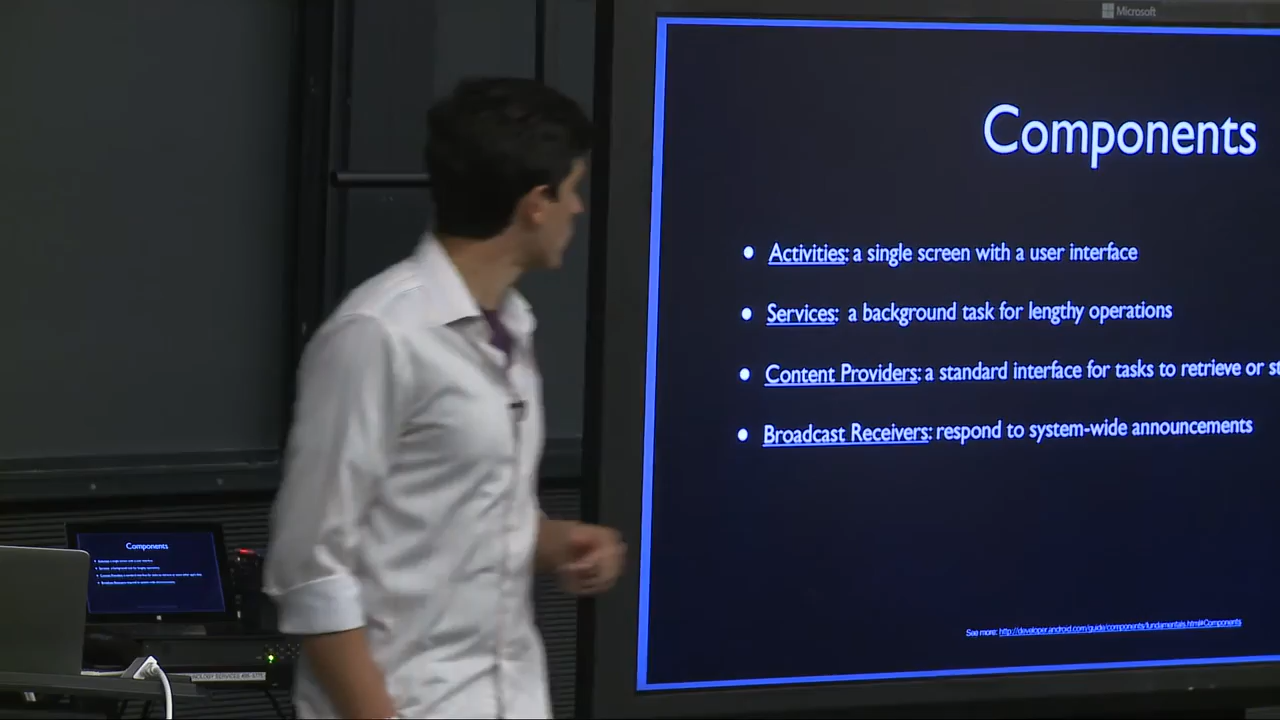 Microsoft
Components
• Activities: a single screen with a user interface
• Services: a background task for lengthy operations
• Content Providers: a standard interface for tasks to retrieve or st
• Broadcast Receivers: respond to system-wide announcements
See more: http://developer.android.com/guide/components/fundamentals.html#Components
Components